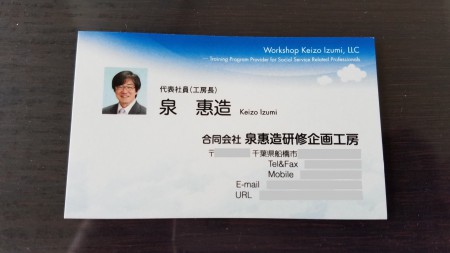 Workshop Keizo Izumi, LLC
— Training Program Provider for Social Service Related Professionals
代表社員（工房長）
泉 惠造 Keizo Izumi
合同会社 泉惠造研修企画工房
〒 千葉県船橋市
Tel&Fax
Mobile
E-mail
URL